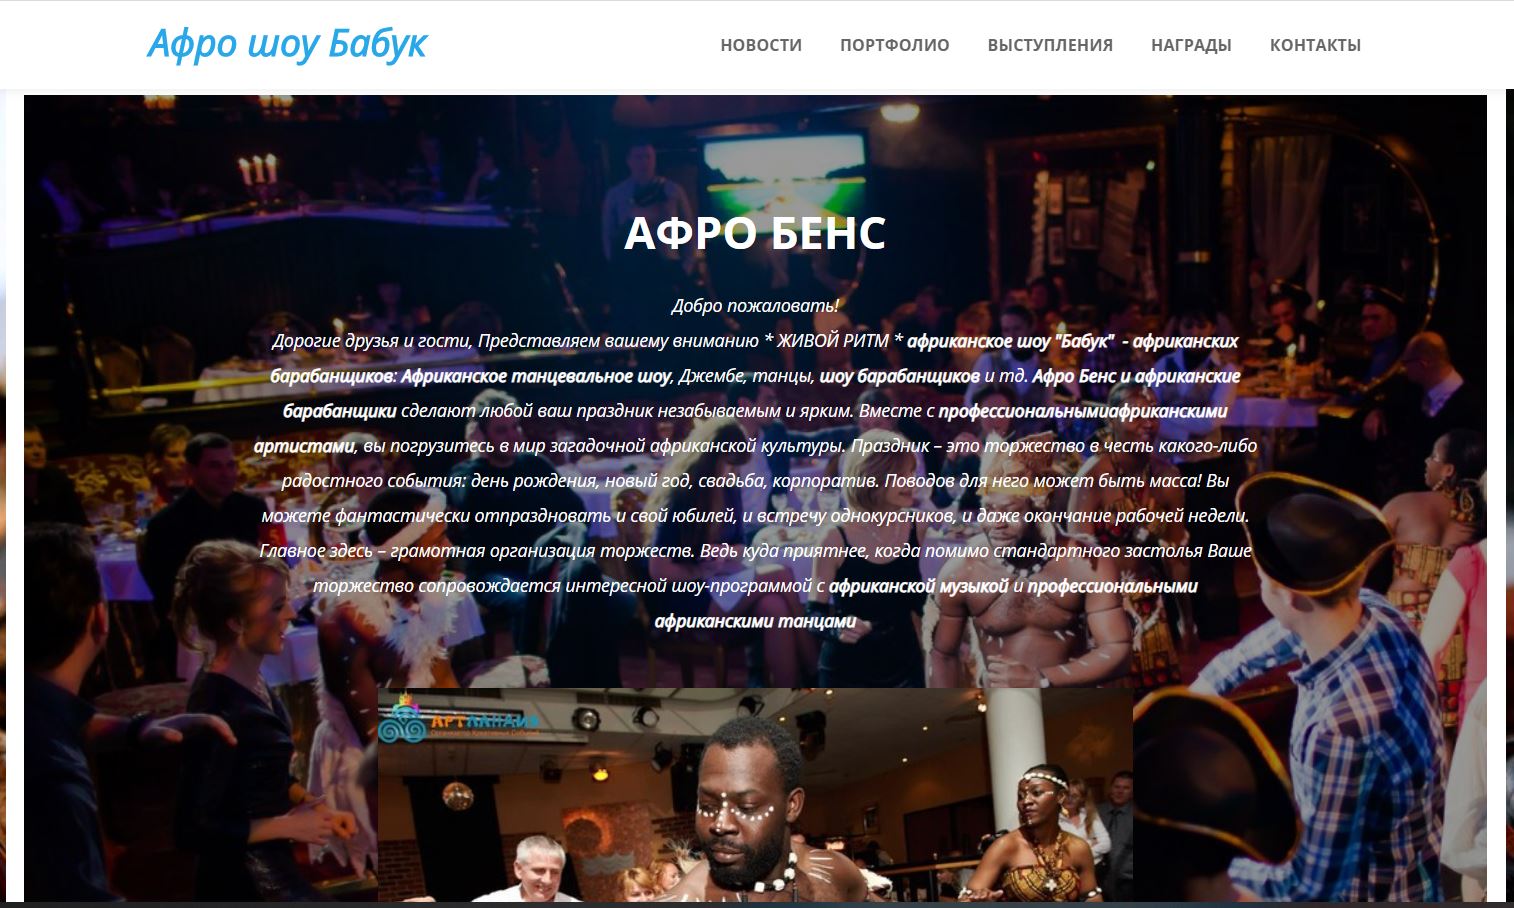 Афро шоу Бабук
НОВОСТИ ПОРТФОЛИО ВЫСТУПЛЕНИЯ НАГРАДЫ КОНТАКТЫ
АФРО БЕНС
Добро пожаловать!
Дорогие друзья и гости, Представляем вашему вниманию * ЖИВОЙ РИТМ * африканское шоу "Бабук" - африканских
барабанщиков: Африканское танцевальное шоу, Джембе, танцы, шоу барабанщиков и тд. Афро Бенс и африканские
барабанщики сделают любой ваш праздник незабываемым и ярким. Вместе с профессиональнымиафриканскими
артистами, вы погрузитесь в мир загадочной африканской культуры. Праздник – это торжество в честь какого-либо
радостного события: день рождения, новый год, свадьба, корпоратив. Поводов для него может быть масса! Вы
можете фантастически отпраздновать и свой юбилей, и встречу однокурсников, и даже окончание рабочей недели.
Главное здесь – грамотная организация торжеств. Ведь куда приятнее, когда помимо стандартного застолья Ваше
торжество сопровождается интересной шоу-программой с африканской музыкой и профессиональными
африканскими танцами
АРТ
Организатор Креативных Событий